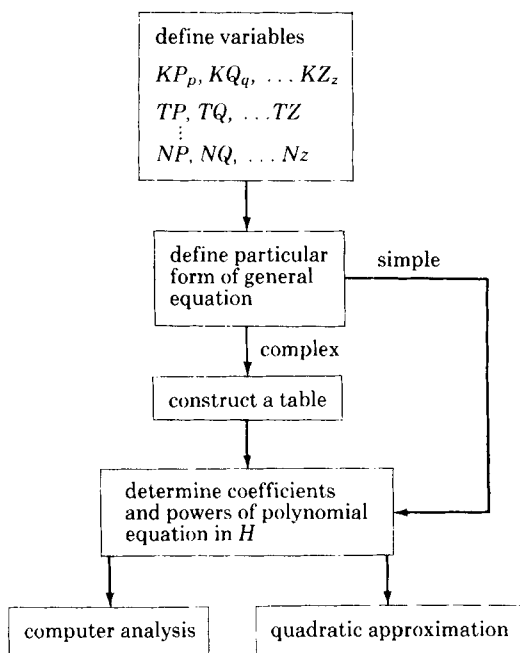 define variables
KPₚ, KQ_q, ... KZ_z
TP, TQ, ...TZ
⋮
NP, NQ, ... Nz
define particular
form of general
equation
simple
complex
construct a table
determine coefficients
and powers of polynomial
equation in H
computer analysis
quadratic approximation